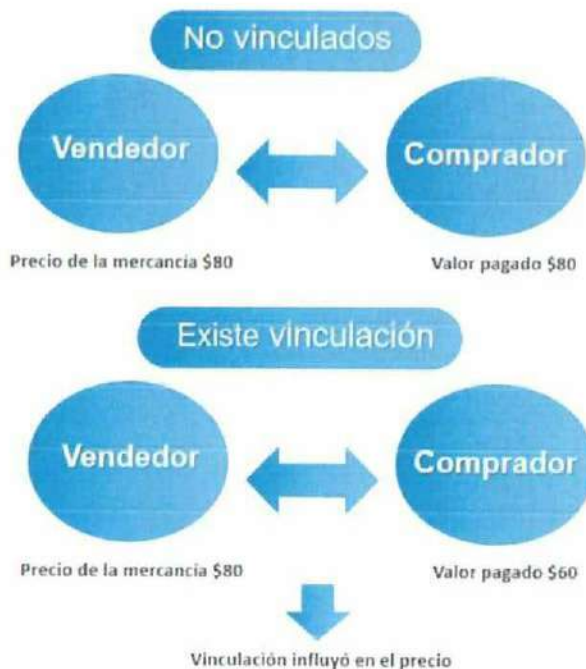 No vinculados
Vendedor
Comprador
Precio de la mercancía $80
Valor pagado $80
Existe vinculación
Vendedor
Comprador
Precio de la mercancía $80
Valor pagado $60
Vinculación influyó en el precio